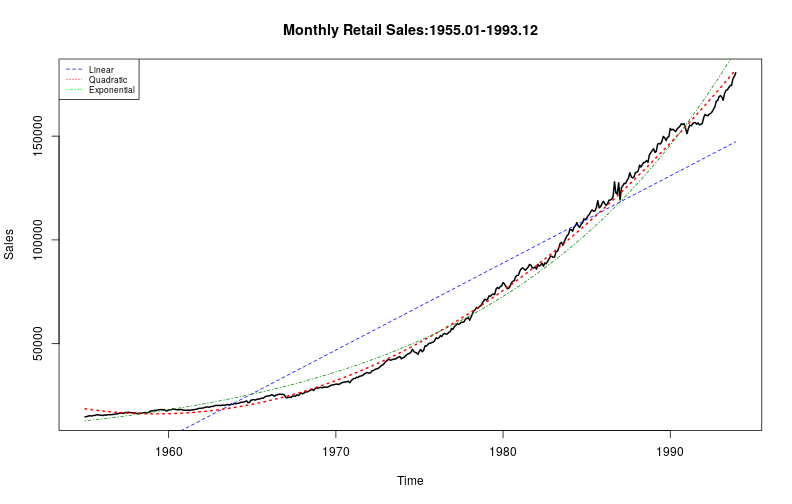 Monthly Retail Sales:1955.01-1993.12
Linear
Quadratic
Exponential
150000
100000
50000
Sales
1960 1970 1980 1990
Time